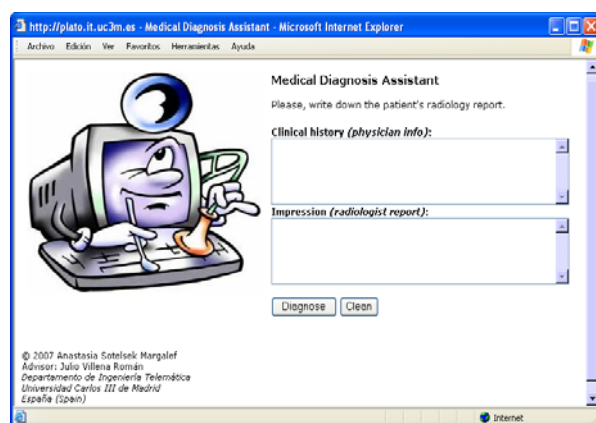 http://plato.it.uc3m.es - Medical Diagnosis Assistant - Microsoft Internet Explorer
Archivo Edición Ver Favoritos Herramientas Ayuda
Medical Diagnosis Assistant
Please, write down the patient's radiology report.
Clinical history (physician info):
Impression (radiologist report):
Diagnose Clean
© 2007 Anastasia Sotelsek Margalef
Advisor: Julio Villena Román
Departamento de Ingeniería Telemática
Universidad Carlos III de Madrid
España (Spain)
Internet